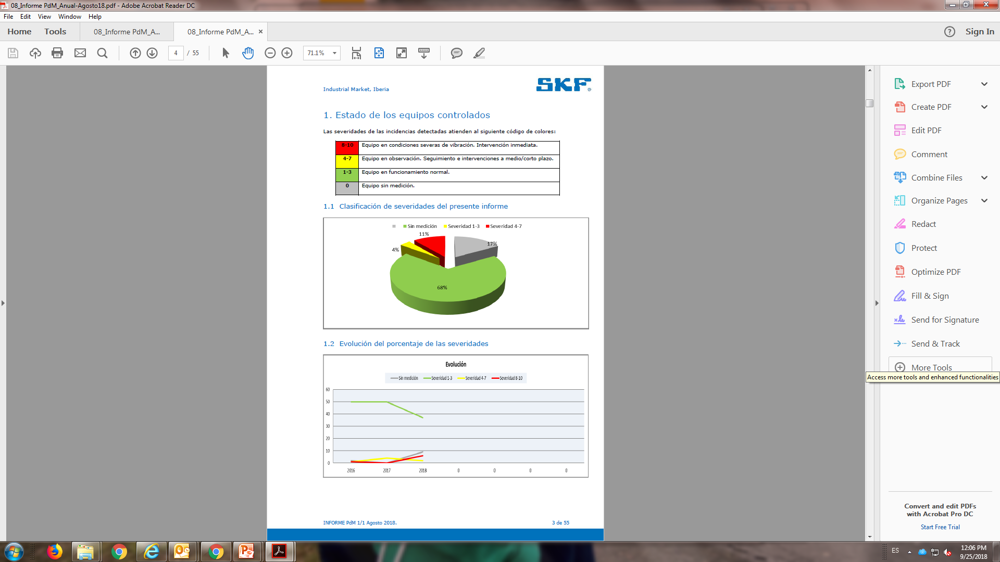 08_Informe PdM_Anual-Agosto18.pdf - Adobe Acrobat Reader DC
File Edit View Window Help
Home Tools 08_Informe PdM_A... 08_Informe PdM_A... ×
? Sign In
4 / 55 71.1%
Industrial Market, Iberia
SKF®
1. Estado de los equipos controlados
Las severidades de las incidencias detectadas atienden al siguiente código de colores:
8-10 Equipo en condiciones severas de vibración. Intervención inmediata.
4-7 Equipo en observación. Seguimiento e intervenciones a medio/corto plazo.
1-3 Equipo en funcionamiento normal.
0 Equipo sin medición.
1.1 Clasificación de severidades del presente informe
Sin medición Severidad 1-3 Severidad 4-7
11%
17%
4%
68%
1.2 Evolución del porcentaje de las severidades
Evolución
Sin medición Severidad 1-3 Severidad 4-7 Severidad 8-10
60
50
40
30
20
10
0
2016 2017 2018 0 0 0 0
INFORME PdM 1/1 Agosto 2018. 3 de 55
Export PDF
Create PDF
Edit PDF
Comment
Combine Files
Organize Pages
Redact
Protect
Optimize PDF
Fill & Sign
Send for Signature
Send & Track
More Tools
Access more tools and enhanced functionalities
Convert and edit PDFs
with Acrobat Pro DC
Start Free Trial
ES
12:06 PM
9/25/2018